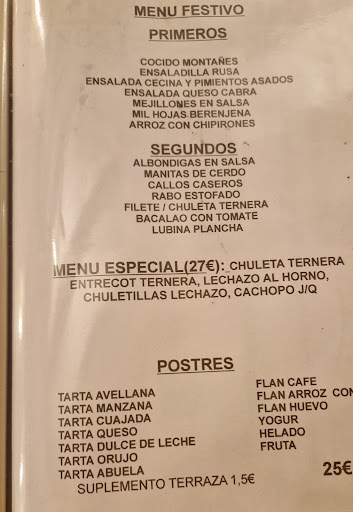 MENU FESTIVO
PRIMEROS
COCIDO MONTAÑES
ENSALADILLA RUSA
ENSALADA CECINA Y PIMIENTOS ASADOS
ENSALADA QUESO CABRA
MEJILLONES EN SALSA
MIL HOJAS BERENJENA
ARROZ CON CHIPIRONES
SEGUNDOS
ALBONDIGAS EN SALSA
MANITAS DE CERDO
CALLOS CASEROS
RABO ESTOFADO
FILETE / CHULETA TERNERA
BACALAO CON TOMATE
LUBINA PLANCHA
MENU ESPECIAL(27€): CHULETA TERNERA
ENTRECOT TERNERA, LECHAZO AL HORNO,
CHULETILLAS LECHAZO, CACHOPO J/Q
POSTRES
TARTA AVELLANA
TARTA MANZANA
TARTA CUAJADA
TARTA QUESO
TARTA DULCE DE LECHE
TARTA ORUJO
TARTA ABUELA
FLAN CAFE
FLAN ARROZ CON
FLAN HUEVO
YOGUR
HELADO
FRUTA
SUPLEMENTO TERRAZA 1,5€
25€